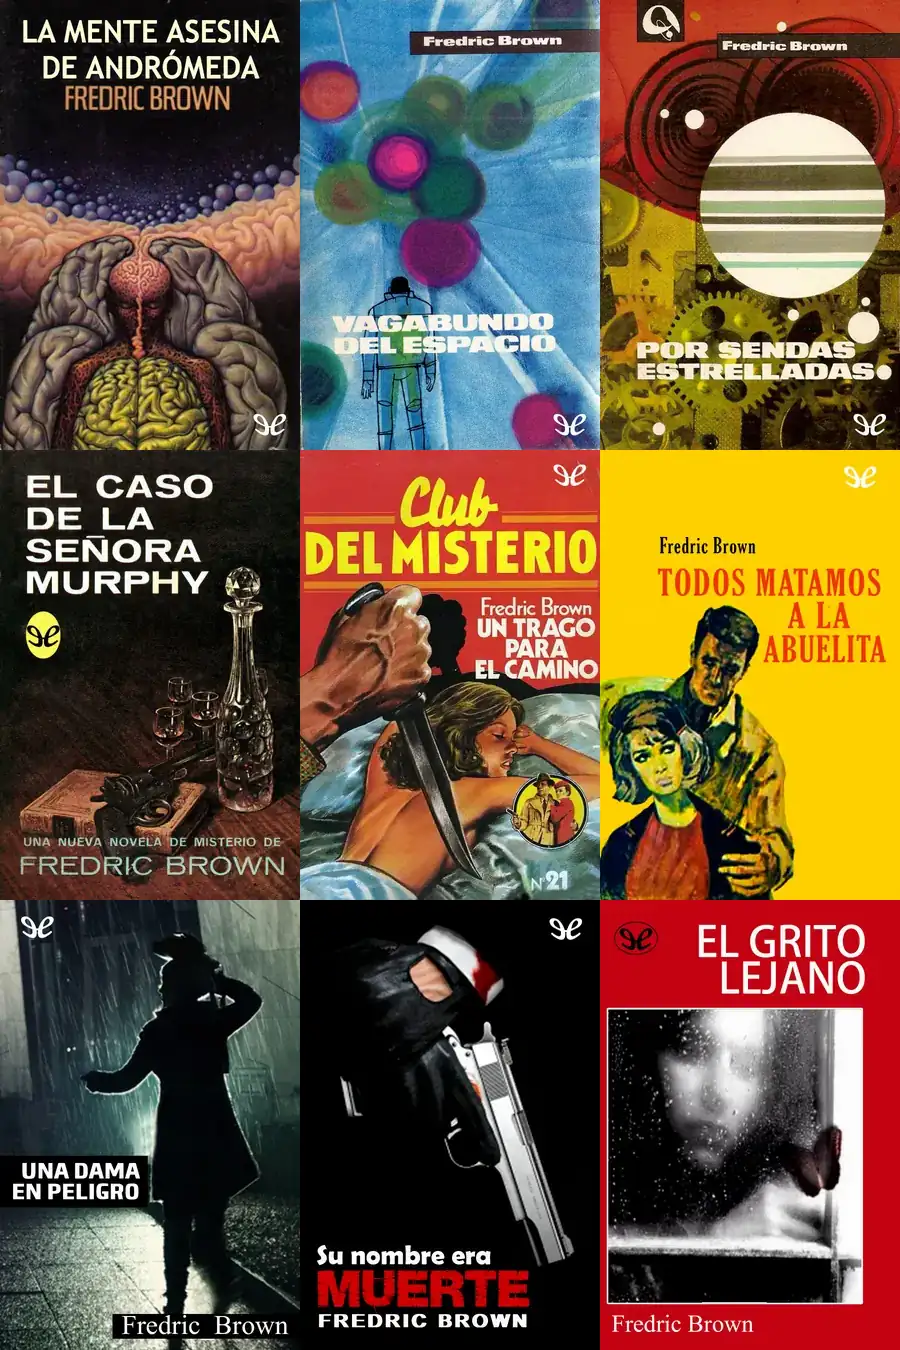 LA MENTE ASESINA
DE ANDRÓMEDA
FREDRIC BROWN
Fredric Brown
VAGABUNDO
DEL ESPACIO
Fredric Brown
POR SENDAS
ESTRELLADAS
EL CASO
DE LA
SEÑORA
MURPHY
UNA NUEVA NOVELA DE MISTERIO DE
FREDRIC BROWN
Club
DEL MISTERIO
Fredric Brown
UN TRAGO
PARA
EL CAMINO
Nº21
Fredric Brown
TODOS MATAMOS
A LA
ABUELITA
UNA DAMA
EN PELIGRO
Fredric Brown
Su nombre era
MUERTE
FREDRIC BROWN
EL GRITO
LEJANO
Fredric Brown